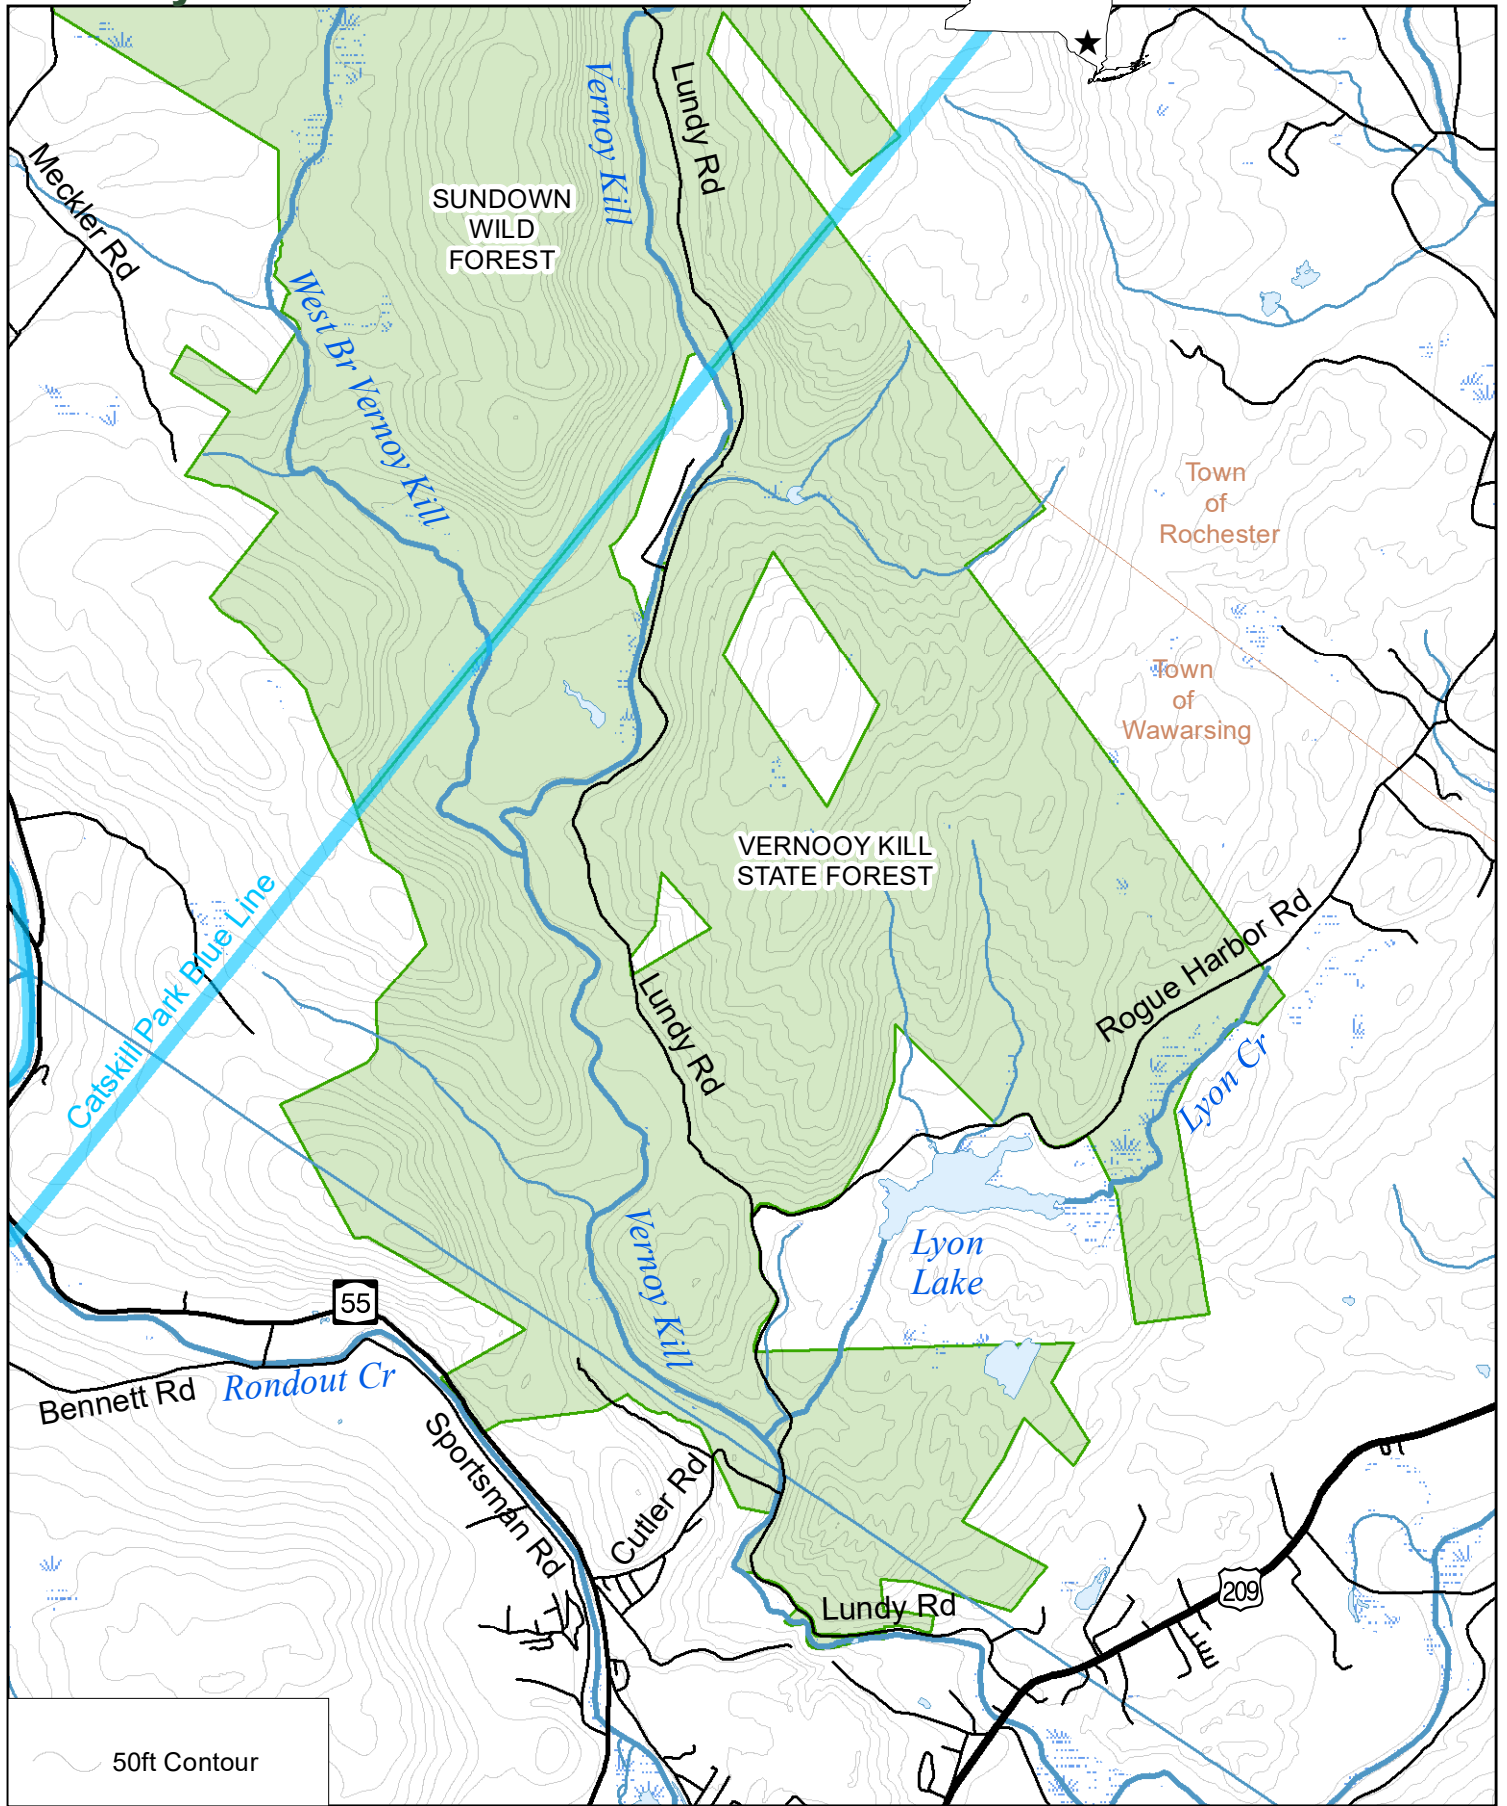 Vernoy Kill
Lundy Rd
Meckler Rd
SUNDOWN
WILD
FOREST
West Br Vernoy Kill
Town
of
Rochester
Town
of
Wawarsing
VERNOOY KILL
STATE FOREST
Catskill Park Blue Line
Rogue Harbor Rd
Lundy Rd
Lyon Cr
Vernoy Kill
Lyon
Lake
55
Bennett Rd
Rondout Cr
Sportsman Rd
Cutler Rd
Lundy Rd
209
50ft Contour